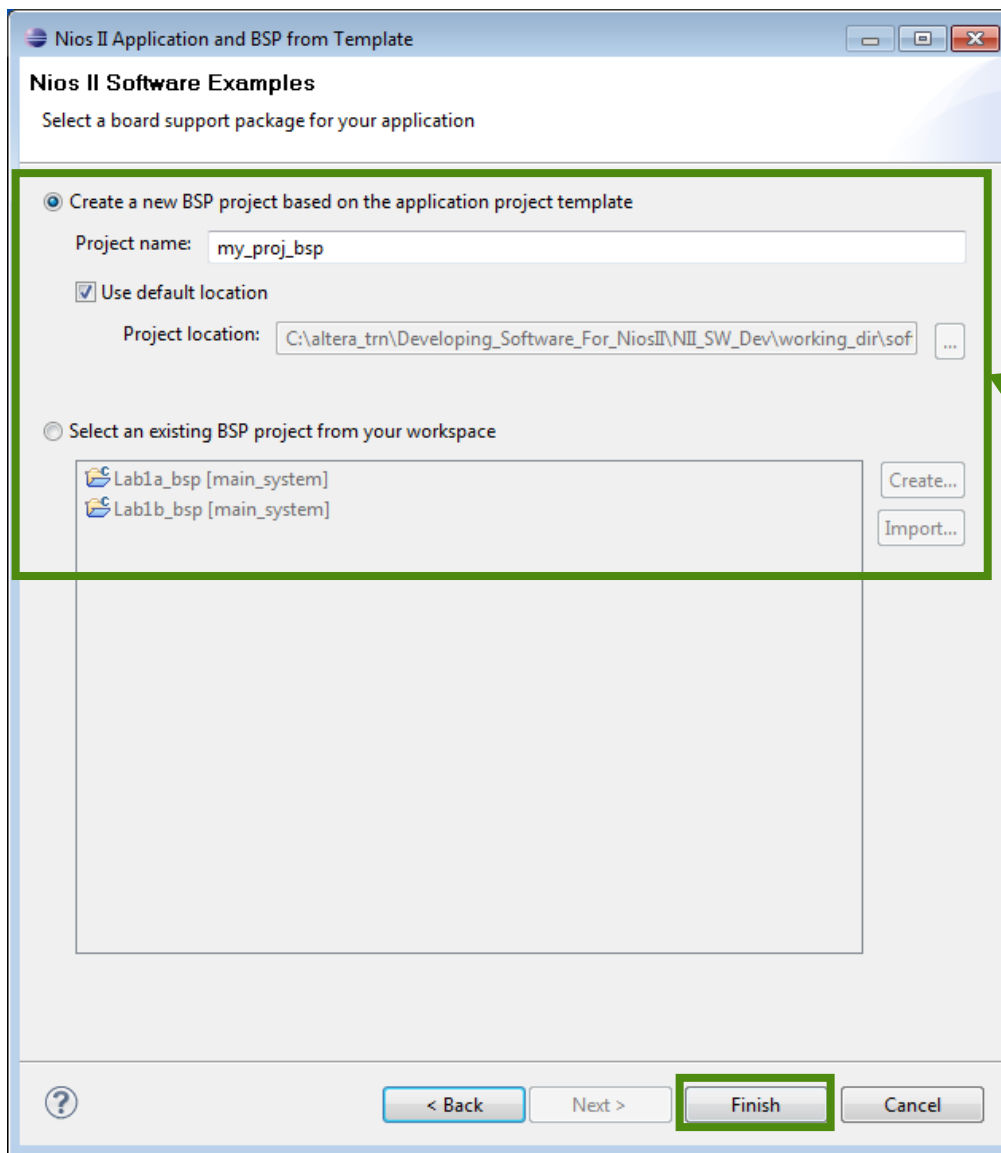 Nios II Application and BSP from Template
Nios II Software Examples
Select a board support package for your application
Create a new BSP project based on the application project template
Project name: my_proj_bsp
Use default location
Project location: C:\altera_trn\Developing_Software_For_NiosII\NII_SW_Dev\working_dir\sof ...
Select an existing BSP project from your workspace
Lab1a_bsp [main_system] Create...
Lab1b_bsp [main_system]
Import...
? < Back Next > Finish Cancel